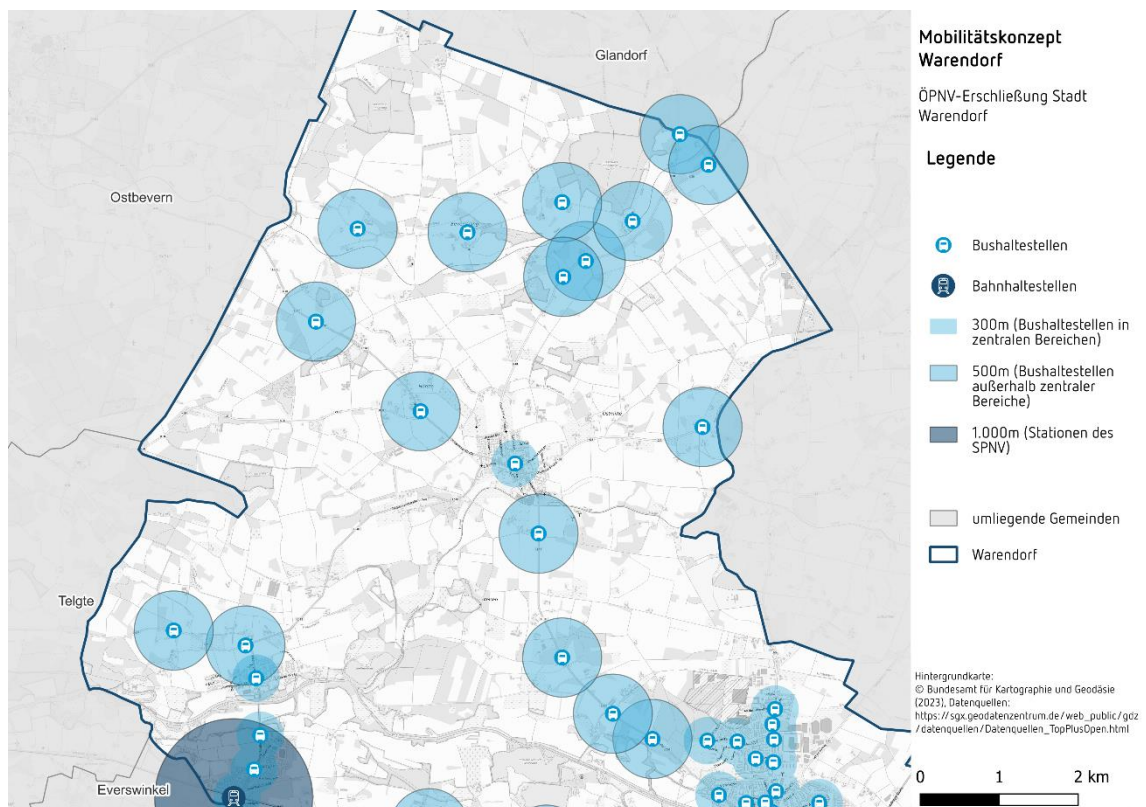 Glandorf
Ostbevern
Telgte
Everswinkel
Mobilitätskonzept
Warendorf
ÖPNV-Erschließung Stadt
Warendorf
Legende
Bushaltestellen
Bahnhaltestellen
300m (Bushaltestellen in
zentralen Bereichen)
500m (Bushaltestellen
außerhalb zentraler
Bereiche)
1.000m (Stationen des
SPNV)
umliegende Gemeinden
Warendorf
Hintergrundkarte:
© Bundesamt für Kartographie und Geodäsie
(2023), Datenquellen:
https://sgx.geodatenzentrum.de/web_public/gdz
/datenquellen/Datenquellen_TopPlusOpen.html
0 1 2 km